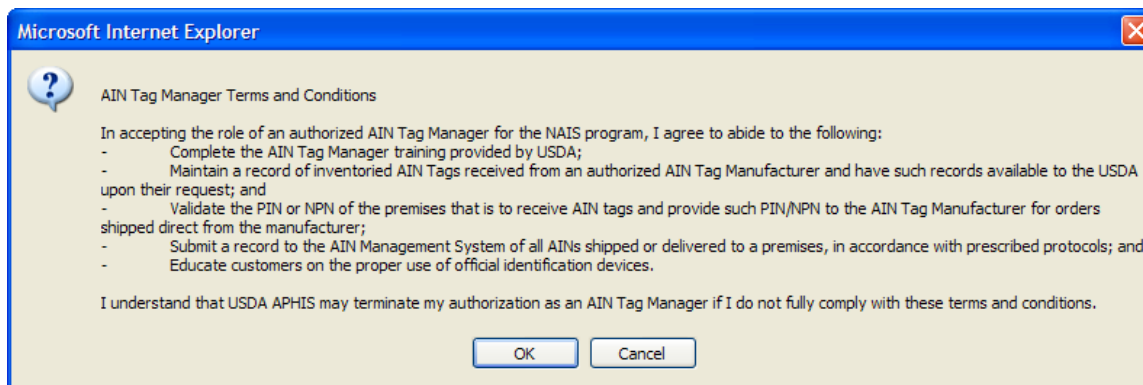 Microsoft Internet Explorer
AIN Tag Manager Terms and Conditions
In accepting the role of an authorized AIN Tag Manager for the NAIS program, I agree to abide to the following:
- Complete the AIN Tag Manager training provided by USDA;
- Maintain a record of inventoried AIN Tags received from an authorized AIN Tag Manufacturer and have such records available to the USDA
upon their request; and
- Validate the PIN or NPN of the premises that is to receive AIN tags and provide such PIN/NPN to the AIN Tag Manufacturer for orders
shipped direct from the manufacturer;
- Submit a record to the AIN Management System of all AINs shipped or delivered to a premises, in accordance with prescribed protocols; and
- Educate customers on the proper use of official identification devices.
I understand that USDA APHIS may terminate my authorization as an AIN Tag Manager if I do not fully comply with these terms and conditions.
OK Cancel